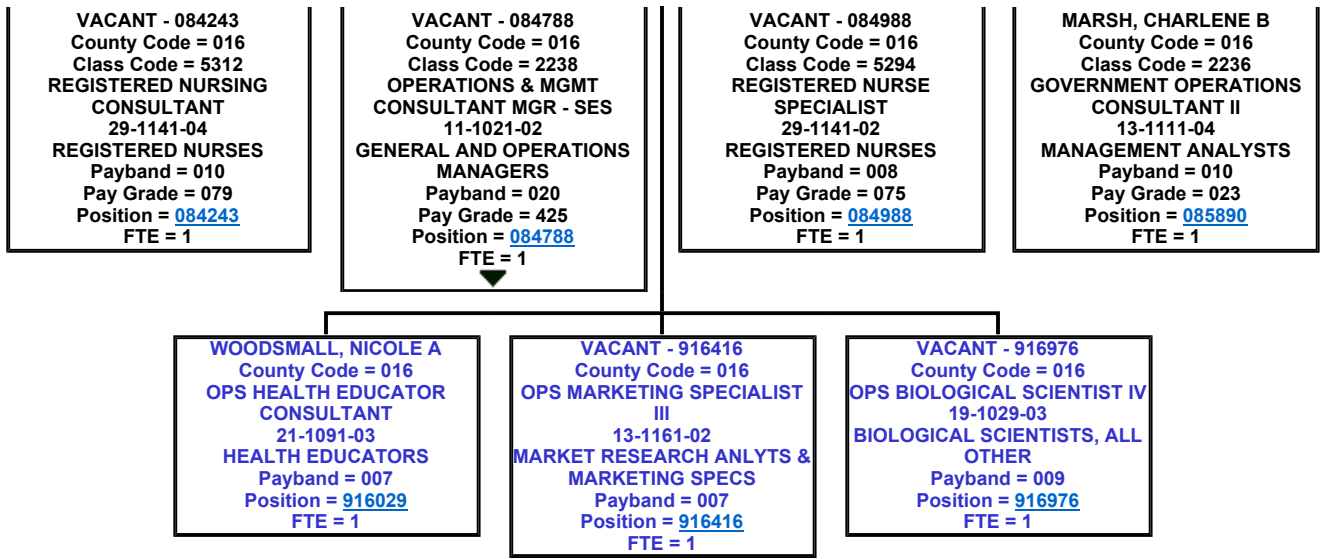 VACANT - 084243
County Code = 016
Class Code = 5312
REGISTERED NURSING
CONSULTANT
29-1141-04
REGISTERED NURSES
Payband = 010
Pay Grade = 079
Position = 084243
FTE = 1
VACANT - 084788
County Code = 016
Class Code = 2238
OPERATIONS & MGMT
CONSULTANT MGR - SES
11-1021-02
GENERAL AND OPERATIONS
MANAGERS
Payband = 020
Pay Grade = 425
Position = 084788
FTE = 1
VACANT - 084988
County Code = 016
Class Code = 5294
REGISTERED NURSE
SPECIALIST
29-1141-02
REGISTERED NURSES
Payband = 008
Pay Grade = 075
Position = 084988
FTE = 1
MARSH, CHARLENE B
County Code = 016
Class Code = 2236
GOVERNMENT OPERATIONS
CONSULTANT II
13-1111-04
MANAGEMENT ANALYSTS
Payband = 010
Pay Grade = 023
Position = 085890
FTE = 1
WOODSMALL, NICOLE A
County Code = 016
OPS HEALTH EDUCATOR
CONSULTANT
21-1091-03
HEALTH EDUCATORS
Payband = 007
Position = 916029
FTE = 1
VACANT - 916416
County Code = 016
OPS MARKETING SPECIALIST
III
13-1161-02
MARKET RESEARCH ANLYTS &
MARKETING SPECS
Payband = 007
Position = 916416
FTE = 1
VACANT - 916976
County Code = 016
OPS BIOLOGICAL SCIENTIST IV
19-1029-03
BIOLOGICAL SCIENTISTS, ALL
OTHER
Payband = 009
Position = 916976
FTE = 1